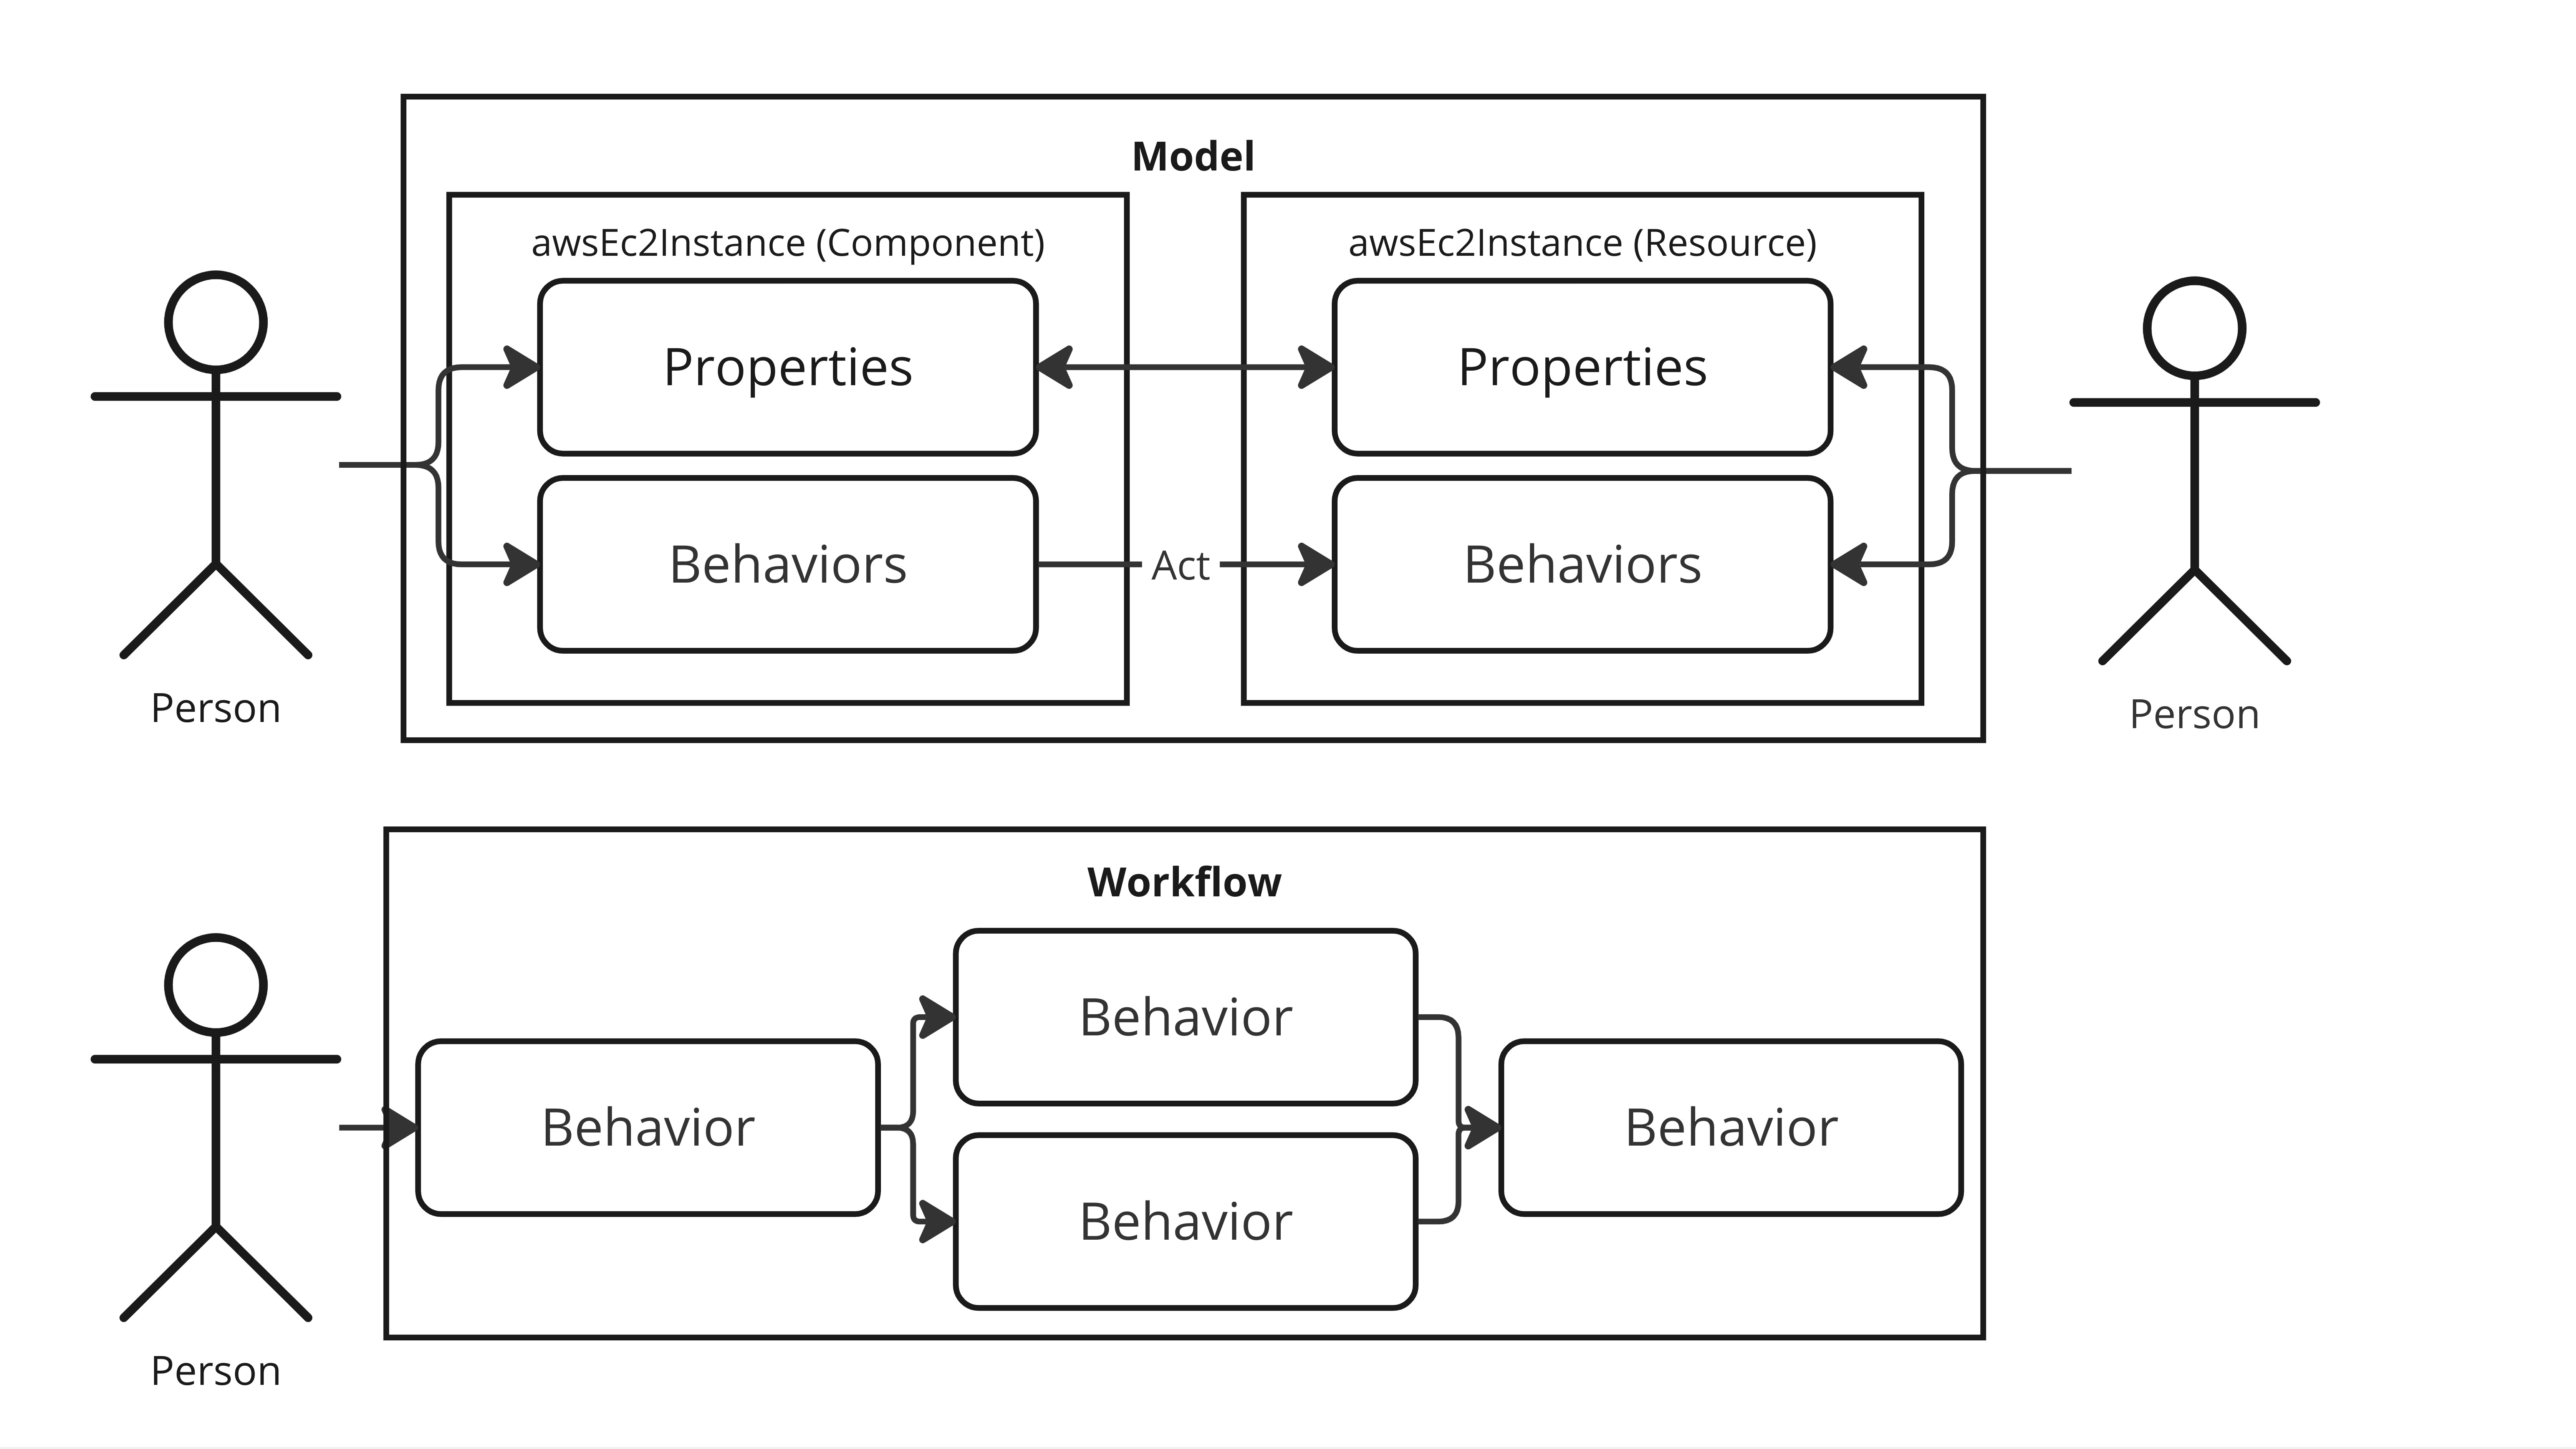 Model
awsEc2Instance (Component)
awsEc2Instance (Resource)
Properties
Properties
Behaviors
Act
Behaviors
Person
Person
Workflow
Behavior
Behavior
Behavior
Behavior
Person